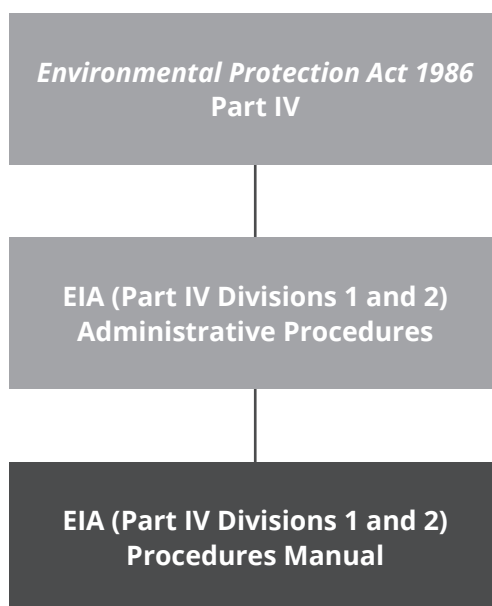 Environmental Protection Act 1986
Part IV
EIA (Part IV Divisions 1 and 2)
Administrative Procedures
EIA (Part IV Divisions 1 and 2)
Procedures Manual